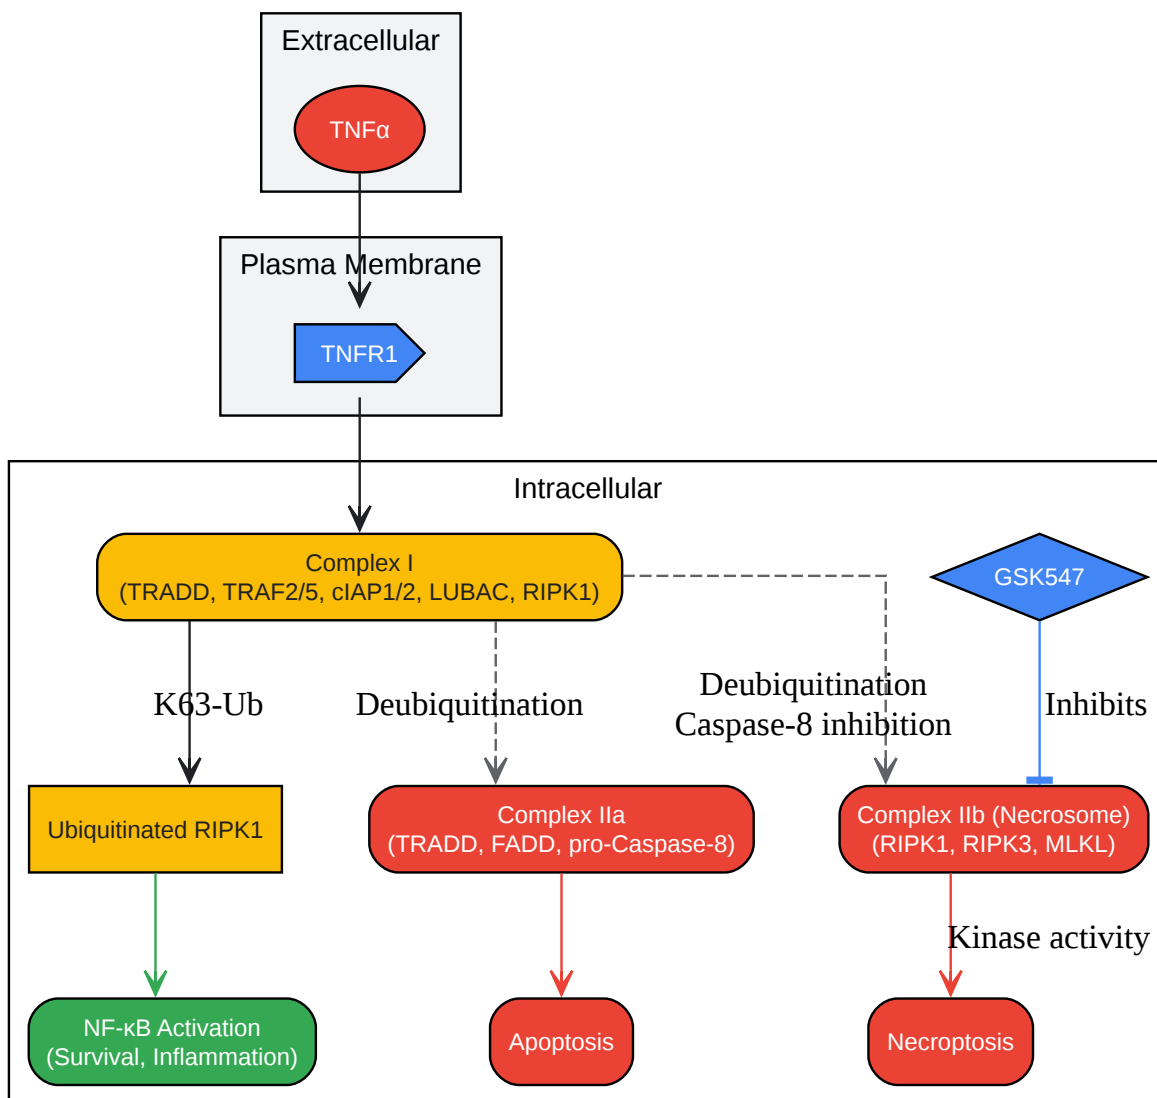 Extracellular
TNFα
Plasma Membrane
TNFR1
Intracellular
Complex I
(TRADD, TRAF2/5, cIAP1/2, LUBAC, RIPK1)
GSK547
K63-Ub
Deubiquitination
Deubiquitination
Caspase-8 inhibition
Inhibits
Ubiquitinated RIPK1
Complex IIa
(TRADD, FADD, pro-Caspase-8)
Complex IIb (Necrosome)
(RIPK1, RIPK3, MLKL)
Kinase activity
NF-κB Activation
(Survival, Inflammation)
Apoptosis
Necroptosis